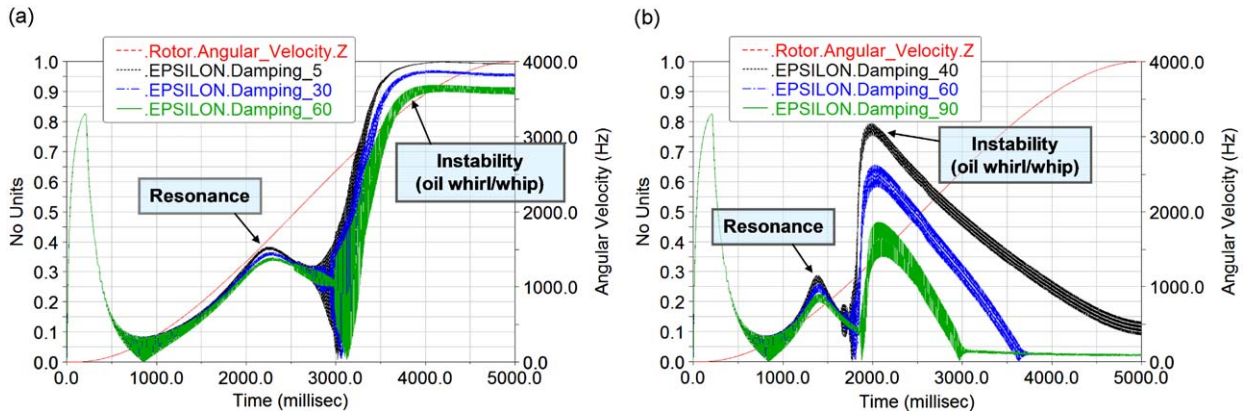 (a)
.Rotor.Angular_Velocity.Z
.EPSILON.Damping_5
.EPSILON.Damping_30
.EPSILON.Damping_60
No Units
1.0
0.9
0.8
0.7
0.6
0.5
0.4
0.3
0.2
0.1
0.0
Resonance
Instability
(oil whirl/whip)
4000.0
3000.0
2000.0
1000.0
0.0
Angular Velocity (Hz)
0.0 1000.0 2000.0 3000.0 4000.0 5000.0
Time (millisec)
(b)
.Rotor.Angular_Velocity.Z
.EPSILON.Damping_40
.EPSILON.Damping_60
.EPSILON.Damping_90
No Units
1.0
0.9
0.8
0.7
0.6
0.5
0.4
0.3
0.2
0.1
0.0
Resonance
Instability
(oil whirl/whip)
4000.0
3000.0
2000.0
1000.0
0.0
Angular Velocity (Hz)
0.0 1000.0 2000.0 3000.0 4000.0 5000.0
Time (millisec)